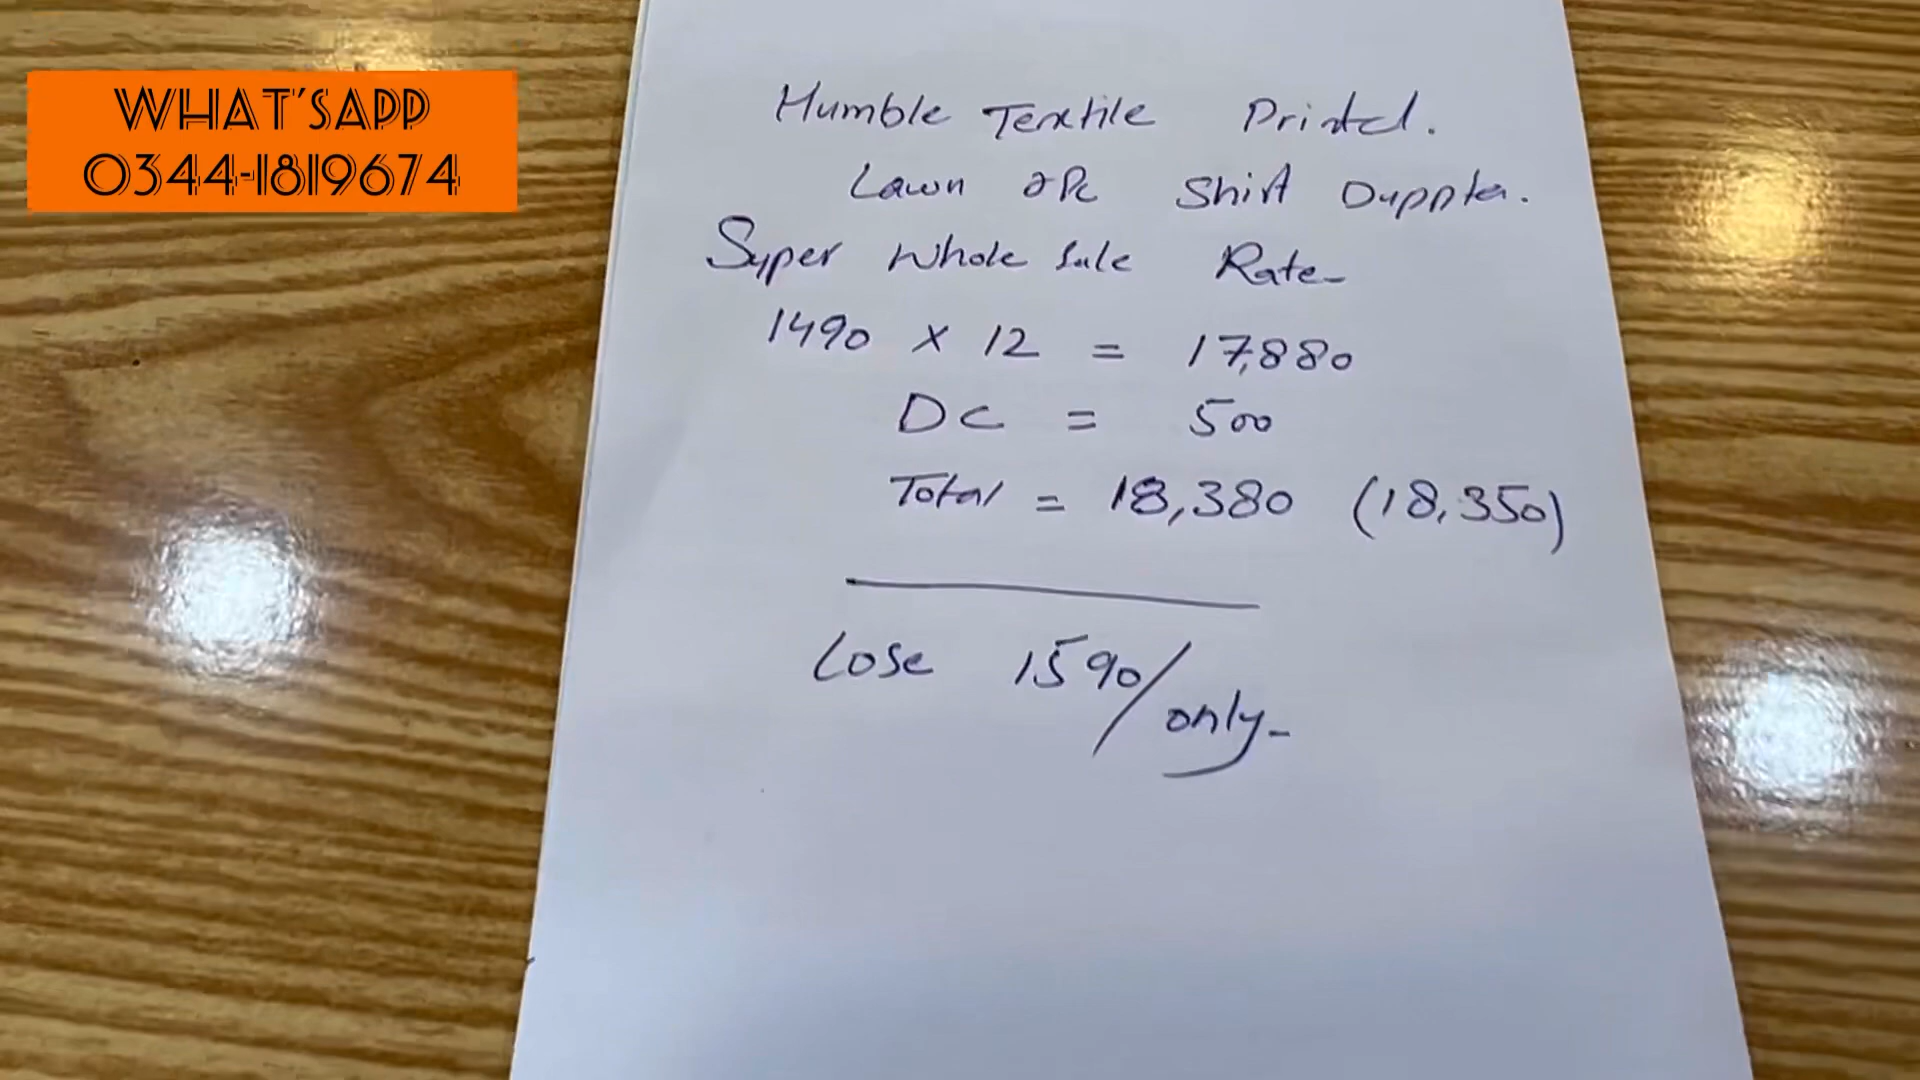 WHAT'SAPP
0344-1819674
Humble Textile Printed.
Lawn 2Pc Shirt Duppta.
Super Whole Sale Rate-
1490 x 12 = 17,880
DC = 500
Total = 18,380 (18,350)
Lose 1590/
only-